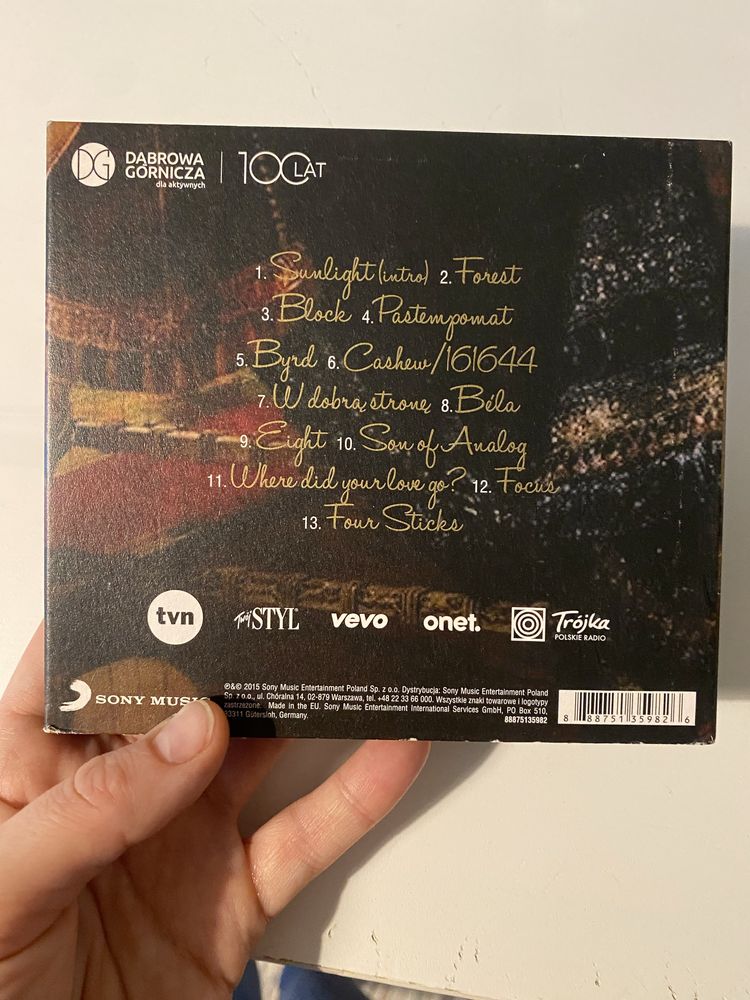 DG DĄBROWA GÓRNICZA dla aktywnych | 100 LAT
1. Sunlight (intro) 2. Forest
3. Block 4. Pastempomat
5. Byrd 6. Cashew/161644
7. W dobrą stronę 8. Béla
9. Eight 10. Son of Analog
11. Where did your love go? 12. Focus
13. Four Sticks
tvn Twój STYL vevo onet. Trójka POLSKIE RADIO
SONY MUSIC
℗&© 2015 Sony Music Entertainment Poland Sp. z o.o. Dystrybucja: Sony Music Entertainment Poland
Sp. z o.o., ul. Chóralna 14, 02-879 Warszawa, tel. +48 22 33 66 000. Wszystkie znaki towarowe i logotypy
zastrzeżone. Made in the EU. Sony Music Entertainment International Services GmbH, PO Box 510,
33311 Gütersloh, Germany.
88875135982
8 88751 35982 6